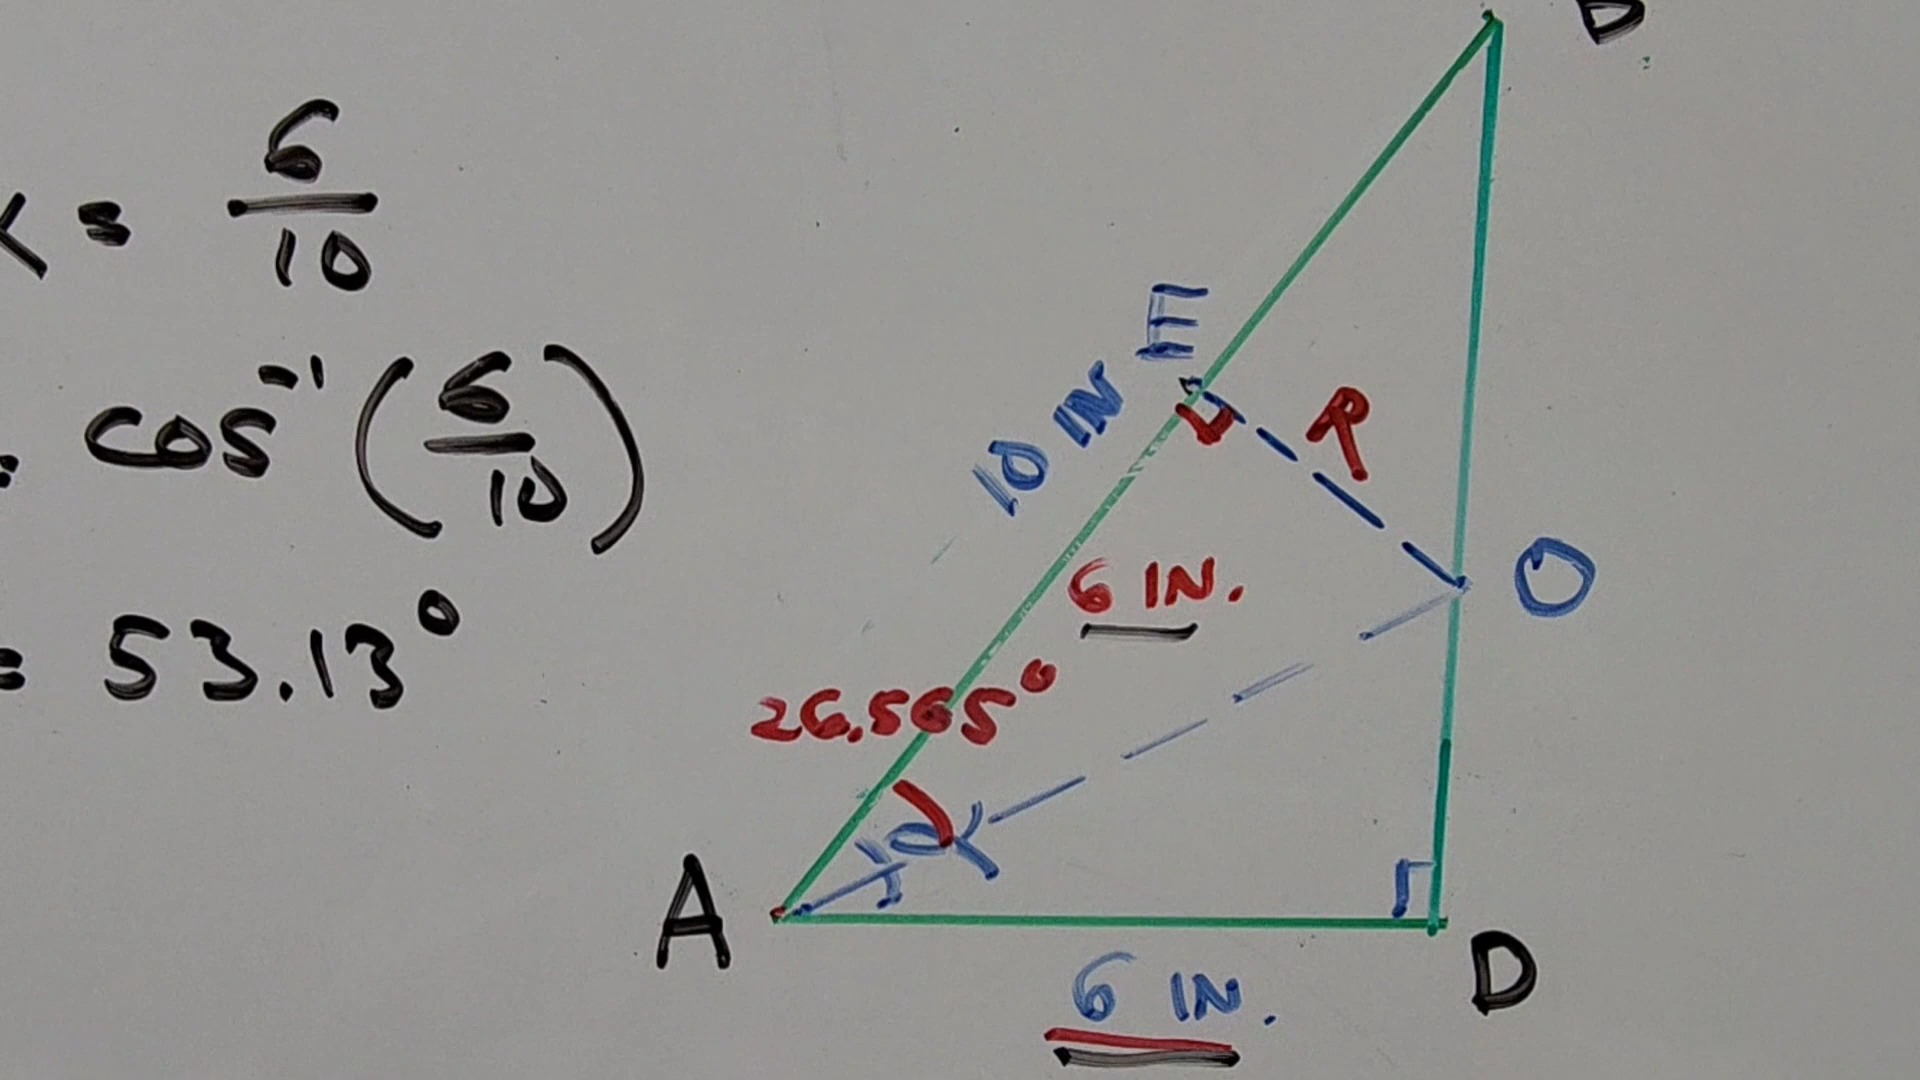 = 6/10
= cos⁻¹(6/10)
= 53.13°
E
10 IN
R
O
6 IN.
26.565°
α
A
D
6 IN.